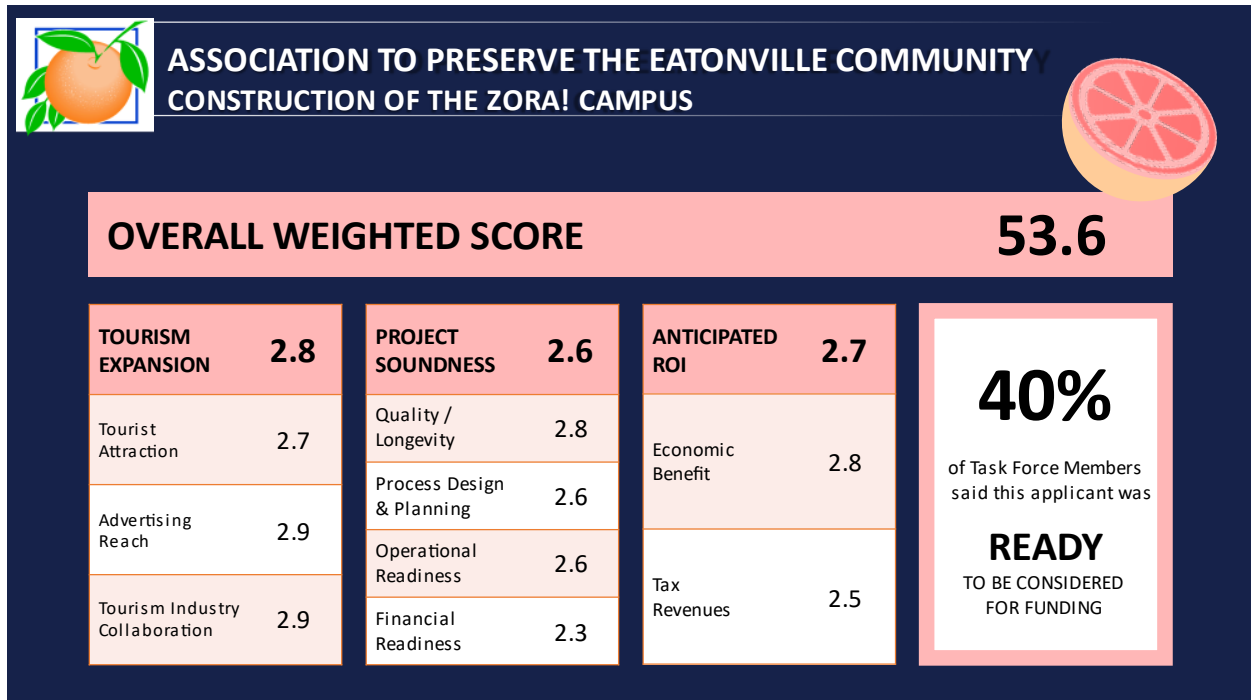 ASSOCIATION TO PRESERVE THE EATONVILLE COMMUNITY
CONSTRUCTION OF THE ZORA! CAMPUS
OVERALL WEIGHTED SCORE 53.6
TOURISM
EXPANSION 2.8
Tourist
Attraction 2.7
Advertising
Reach 2.9
Tourism Industry
Collaboration 2.9
PROJECT
SOUNDNESS 2.6
Quality /
Longevity 2.8
Process Design
& Planning 2.6
Operational
Readiness 2.6
Financial
Readiness 2.3
ANTICIPATED
ROI 2.7
Economic
Benefit 2.8
Tax
Revenues 2.5
40%
of Task Force Members
said this applicant was
READY
TO BE CONSIDERED
FOR FUNDING